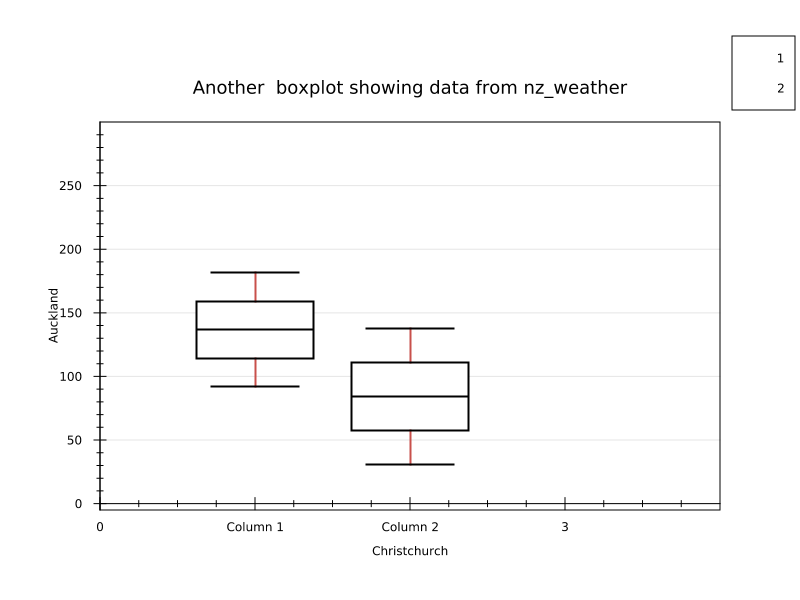 1
2
Another  boxplot showing data from nz_weather
250
200
150
100
50
0
Auckland
0 Column 1 Column 2 3
Christchurch